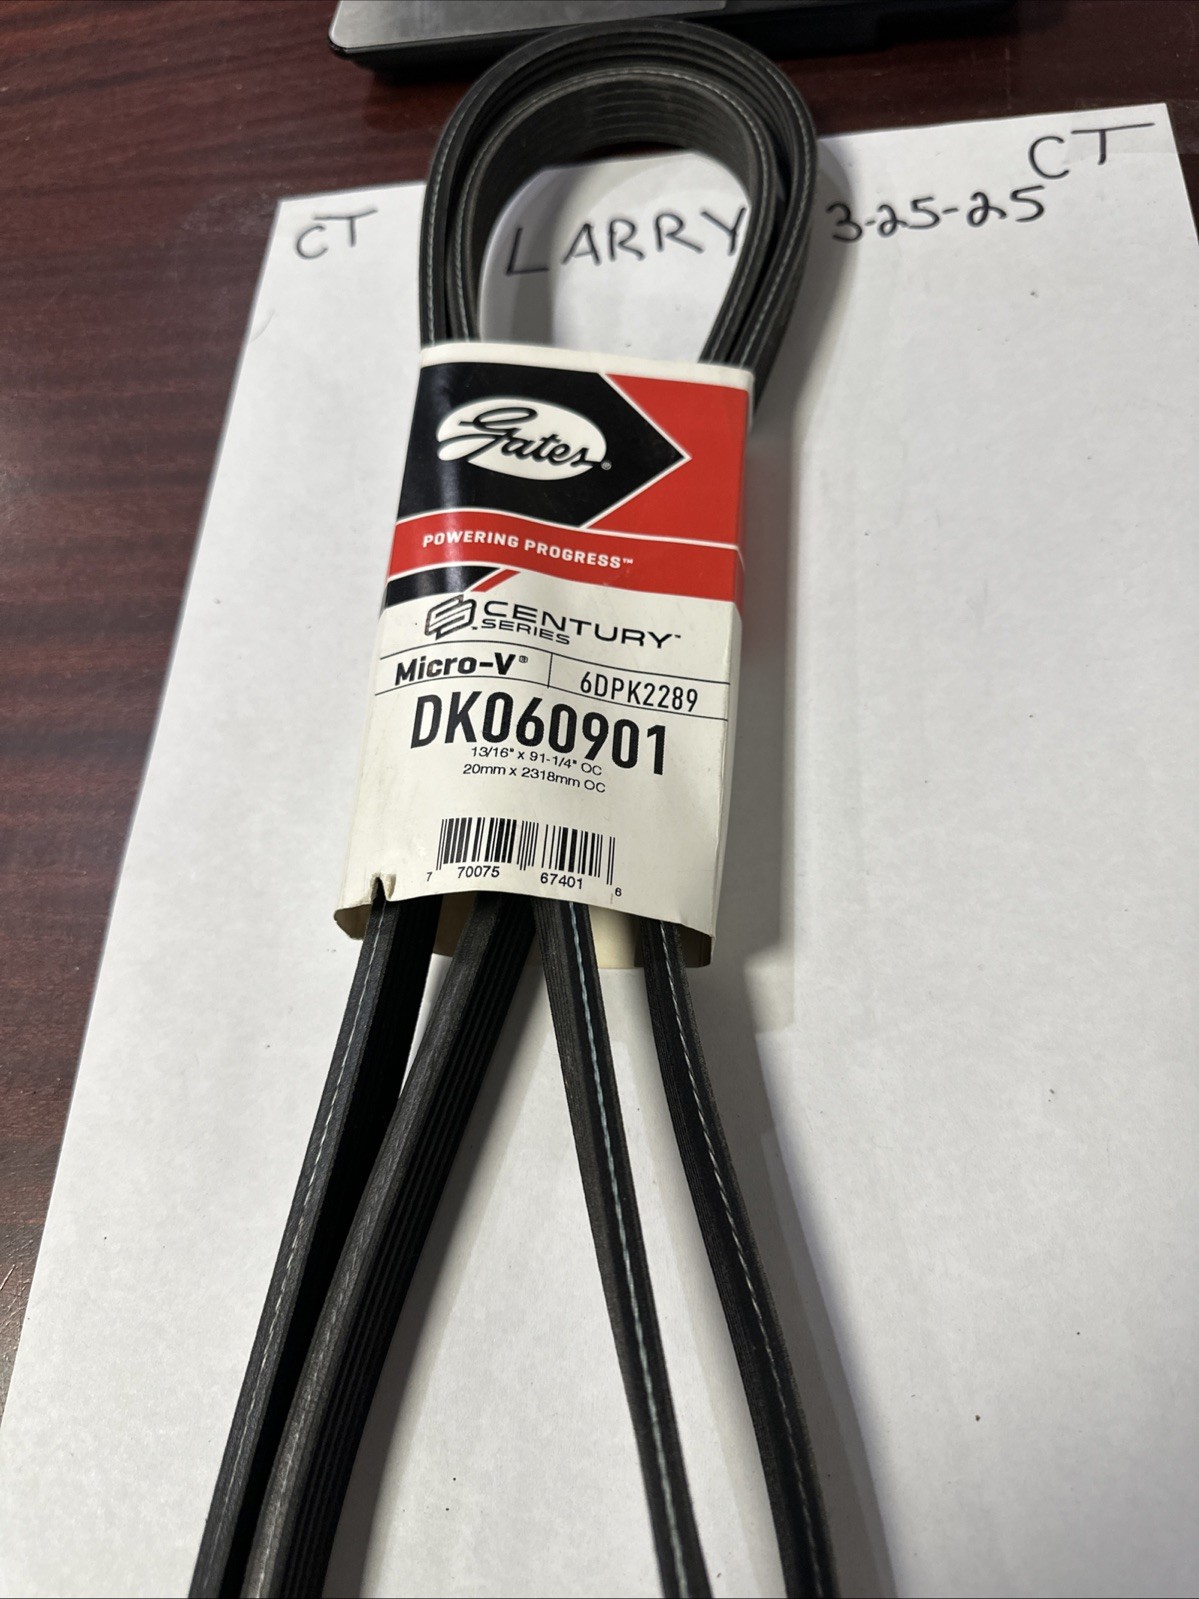 CT
CT LARRY 3-25-25
Gates®
POWERING PROGRESS™
CENTURY™
SERIES
Micro-V® 6DPK2289
DK060901
13/16" x 91-1/4" OC
20mm x 2318mm OC
7 70075 67401 6